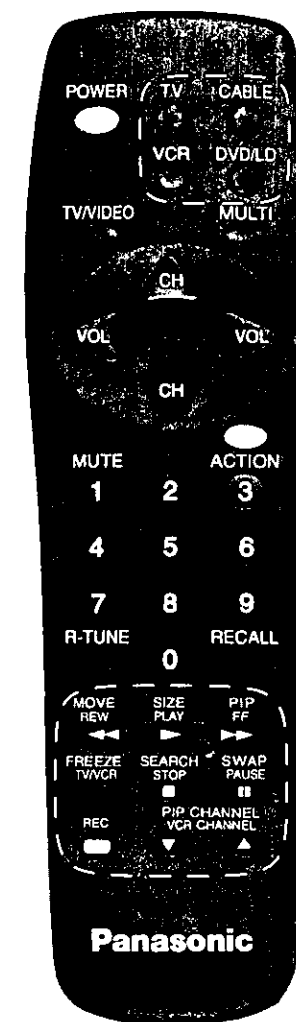 POWER TV CABLE
VCR DVD/LD
TV/VIDEO MULTI
CH
VOL VOL
CH
MUTE ACTION
1 2 3
4 5 6
7 8 9
R-TUNE RECALL
0
MOVE SIZE PIP
REW PLAY FF
FREEZE SEARCH SWAP
TV/VCR STOP PAUSE
PIP CHANNEL
REC VCR CHANNEL
Panasonic